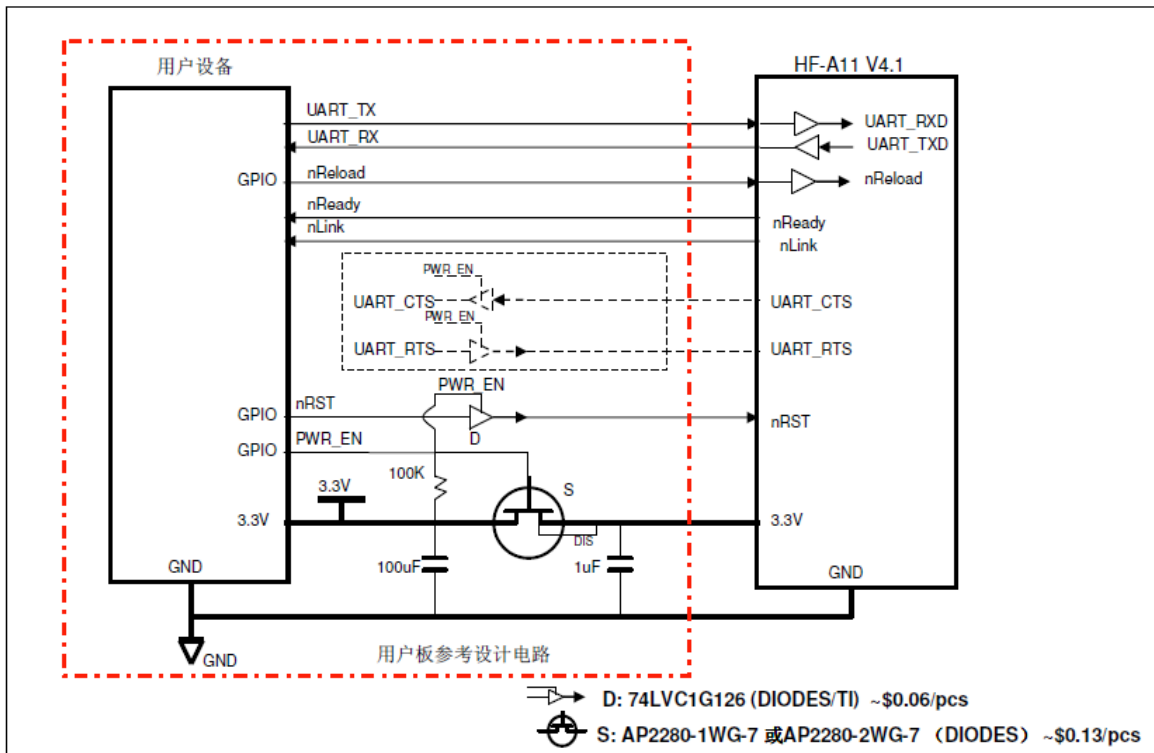 用户设备
HF-A11 V4.1
UART_TX
UART_RXD
UART_RX
UART_TXD
GPIO
nReload
nReload
nReady
nReady
nLink
nLink
PWR_EN
UART_CTS
UART_CTS
PWR_EN
UART_RTS
UART_RTS
PWR_EN
GPIO
nRST
D
nRST
GPIO
PWR_EN
100K
S
3.3V
3.3V
3.3V
DIS
GND
100uF
1uF
GND
GND
用户板参考设计电路
D: 74LVC1G126 (DIODES/TI) ~$0.06/pcs
S: AP2280-1WG-7 或AP2280-2WG-7 （DIODES） ~$0.13/pcs